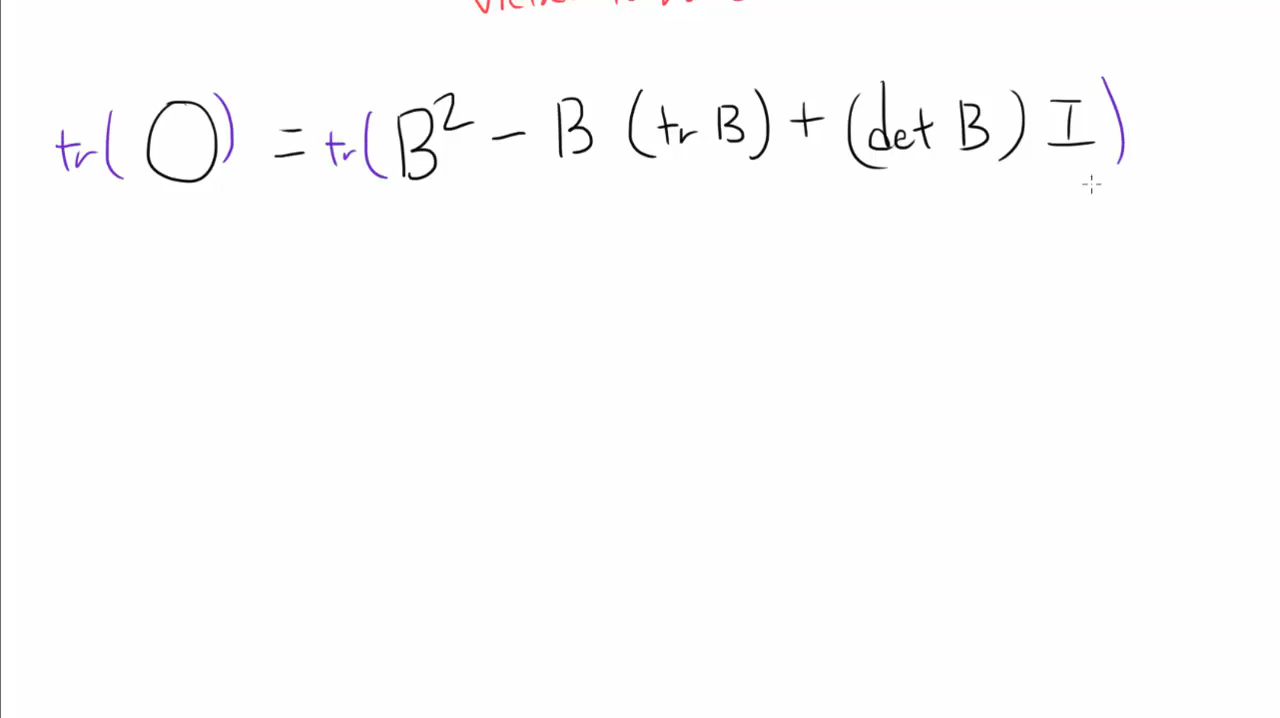 tr( O ) = tr( B² - B (tr B) + (det B) I )